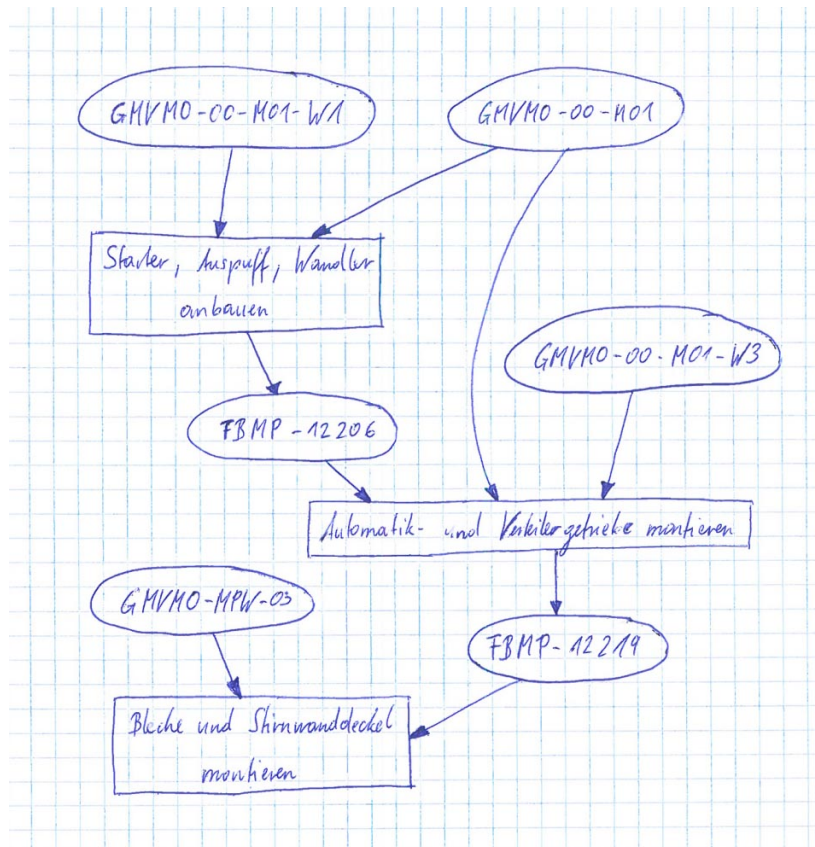 GMVMO-00-M01-W1
GMVMO-00-M01
Starter, Auspuff, Wandler
anbauen
GMVMO-00-M01-W3
FBMP-12206
Automatik- und Verteilergetriebe montieren
GMVMO-MPW-03
FBMP-12219
Bleche und Stirnwanddeckel
montieren